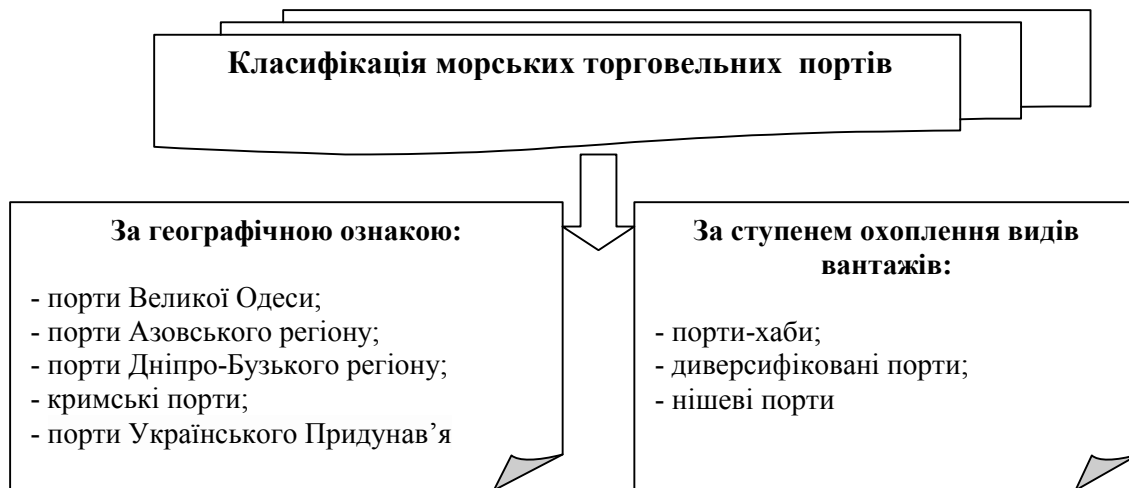 Класифікація морських торговельних портів
За географічною ознакою:
- порти Великої Одеси;
- порти Азовського регіону;
- порти Дніпро-Бузького регіону;
- кримські порти;
- порти Українського Придунав’я
За ступенем охоплення видів
вантажів:
- порти-хаби;
- диверсифіковані порти;
- нішеві порти